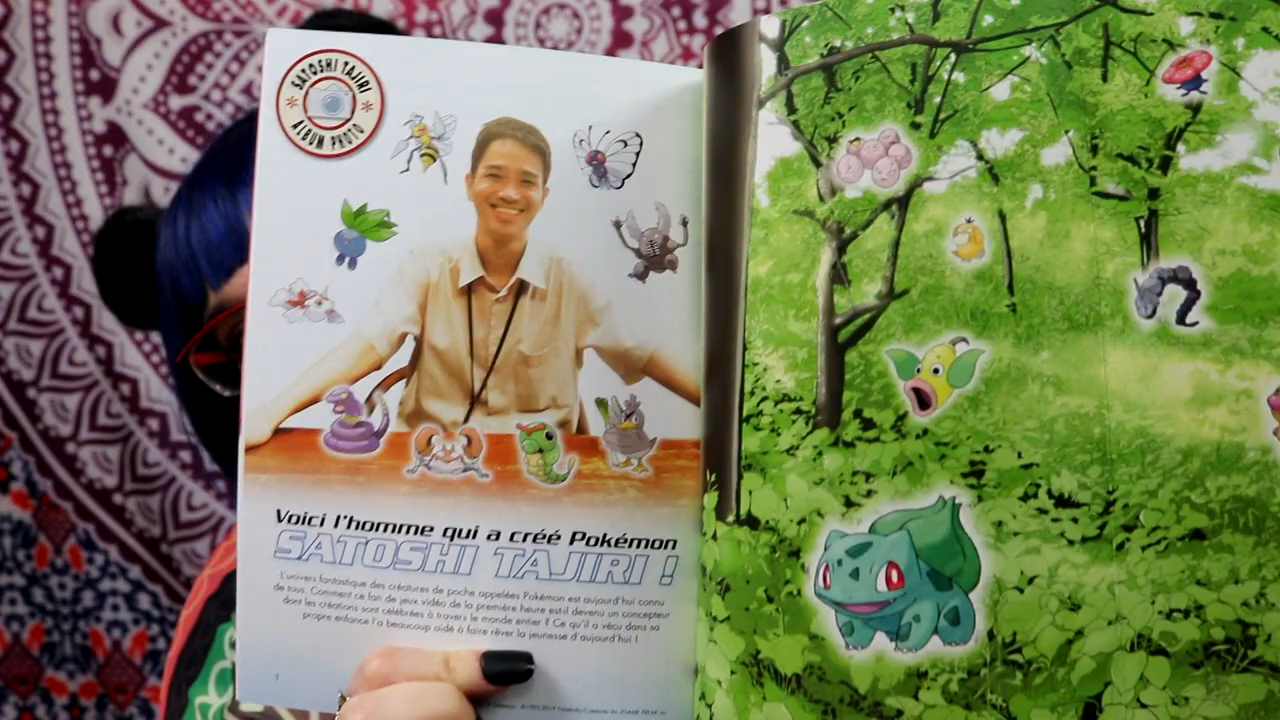 SATOSHI TAJIRI
ALBUM PHOTO
Voici l'homme qui a créé Pokémon
SATOSHI TAJIRI !
L'univers fantastique des créatures de poche appelées Pokémon est aujourd'hui connu
de tous. Comment ce fan de jeux vidéo de la première heure est-il devenu un concepteur
dont les créations sont célébrées à travers le monde entier ? Ce qu'il a vécu dans sa
propre enfance l'a beaucoup aidé à faire rêver la jeunesse d'aujourd'hui !